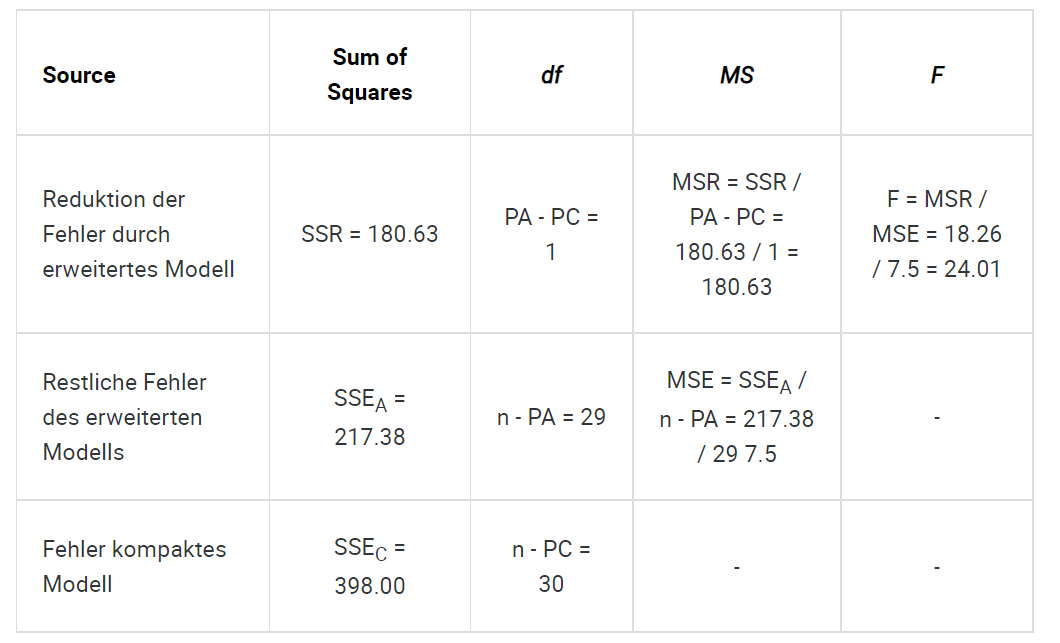 Source
Sum of
Squares
df
MS
F
Reduktion der
Fehler durch
erweitertes Modell
SSR = 180.63
PA - PC =
1
MSR = SSR /
PA - PC =
180.63 / 1 =
180.63
F = MSR /
MSE = 18.26
/ 7.5 = 24.01
Restliche Fehler
des erweiterten
Modells
SSEA =
217.38
n - PA = 29
MSE = SSEA /
n - PA = 217.38
/ 29 7.5
-
Fehler kompaktes
Modell
SSEC =
398.00
n - PC =
30
-
-